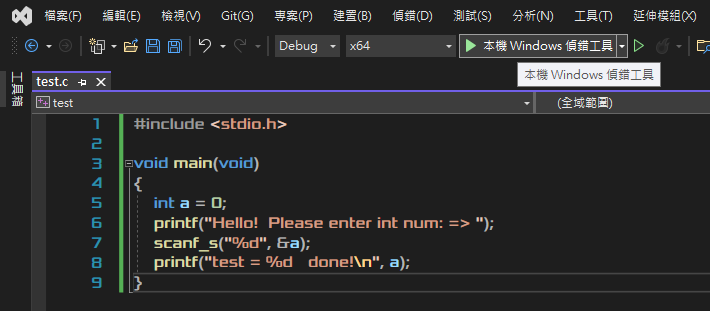 檔案(F) 編輯(E) 檢視(V) Git(G) 專案(P) 建置(B) 偵錯(D) 測試(S) 分析(N) 工具(T) 延伸模組(X)
Debug x64 本機 Windows 偵錯工具
本機 Windows 偵錯工具
工具箱
test.c
test (全域範圍)
1 #include <stdio.h>
2
3 void main(void)
4 {
5 int a = 0;
6 printf("Hello!  Please enter int num: => ");
7 scanf_s("%d", &a);
8 printf("test = %d   done!\n", a);
9 }